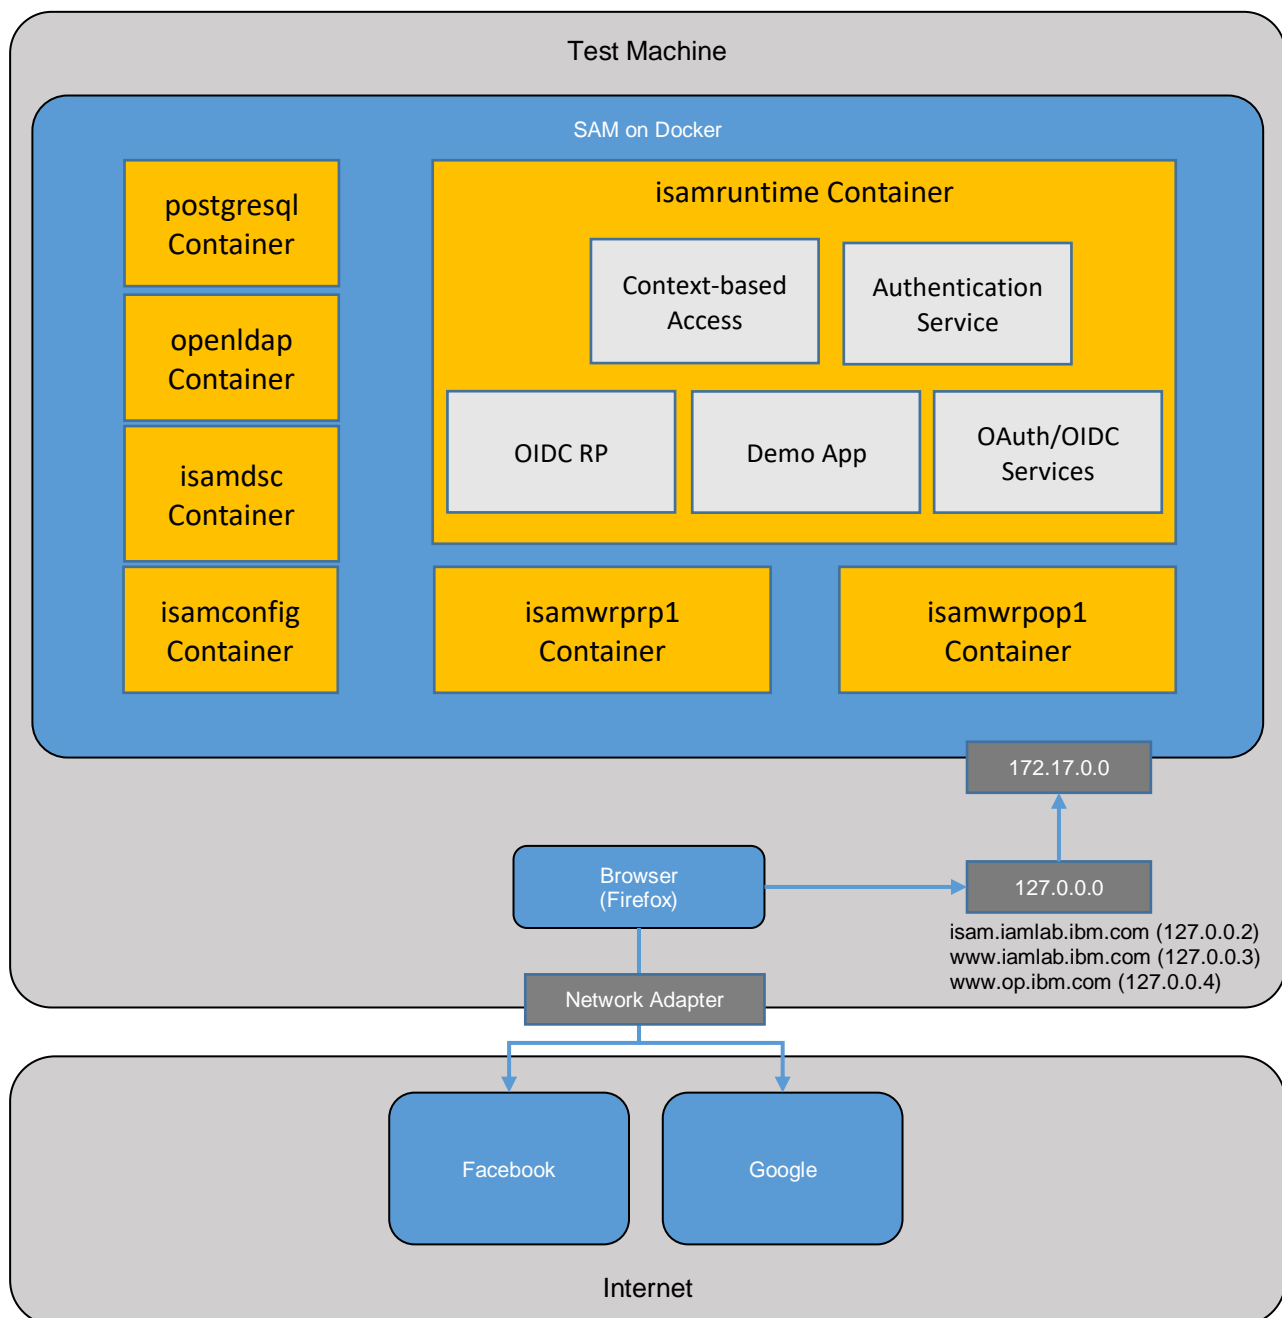 Test Machine
SAM on Docker
postgresql
Container
openldap
Container
isamdsc
Container
isamconfig
Container
isamruntime Container
Context-based
Access
Authentication
Service
OIDC RP
Demo App
OAuth/OIDC
Services
isamwrprp1
Container
isamwrpop1
Container
172.17.0.0
Browser
(Firefox)
127.0.0.0
isam.iamlab.ibm.com (127.0.0.2)
www.iamlab.ibm.com (127.0.0.3)
www.op.ibm.com (127.0.0.4)
Network Adapter
Facebook
Google
Internet